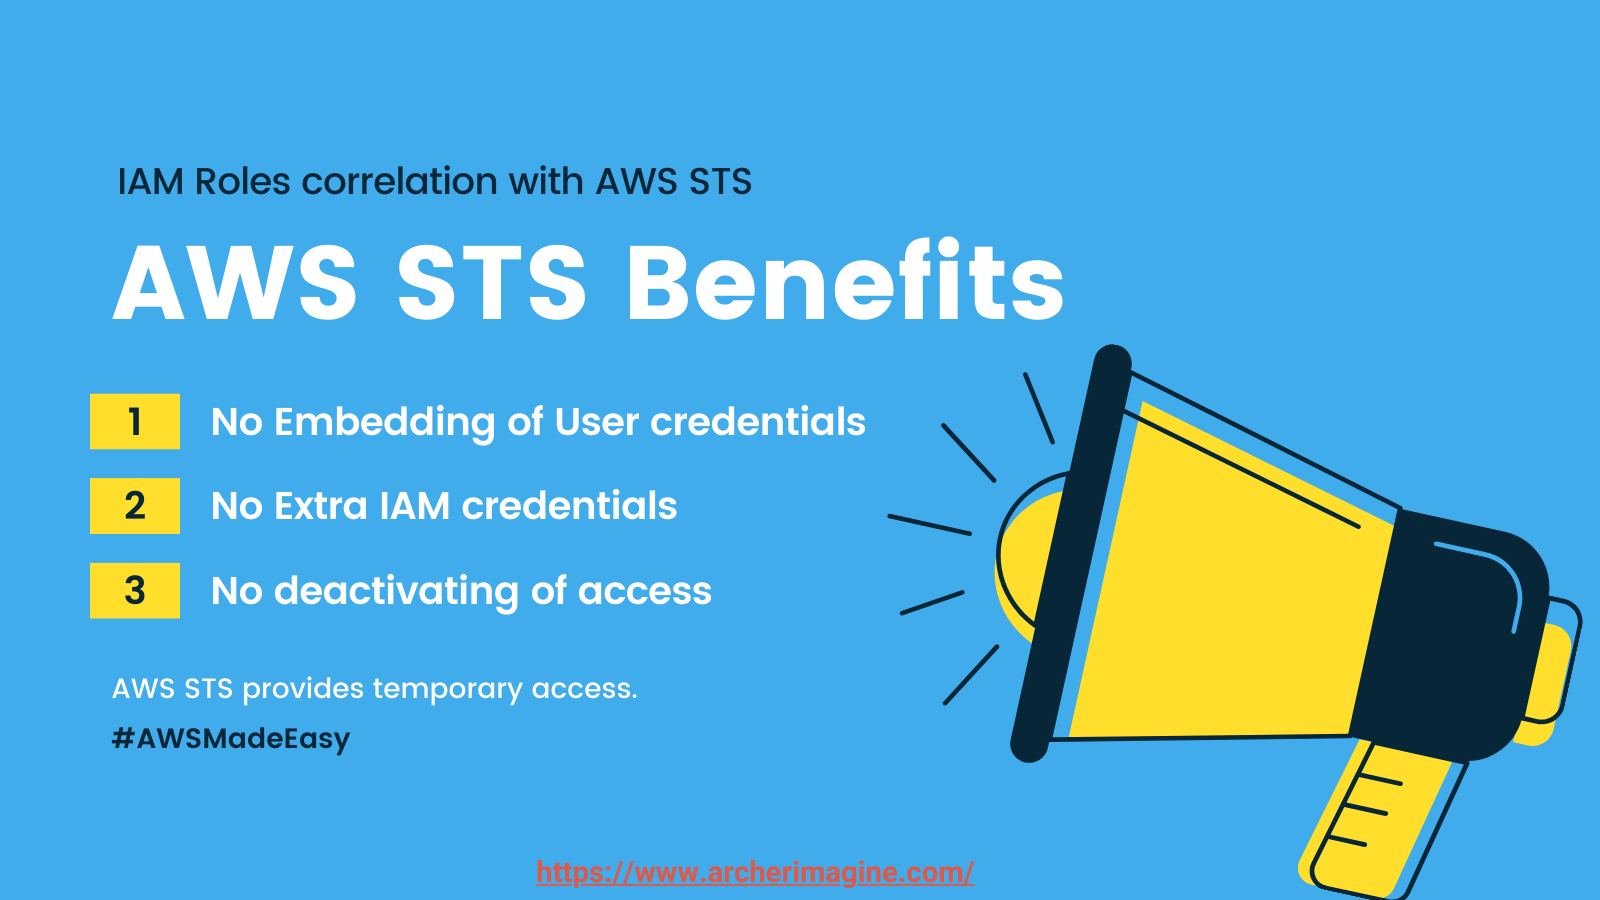 IAM Roles correlation with AWS STS
AWS STS Benefits
1 No Embedding of User credentials
2 No Extra IAM credentials
3 No deactivating of access
AWS STS provides temporary access.
#AWSMadeEasy
https://www.archerimagine.com/